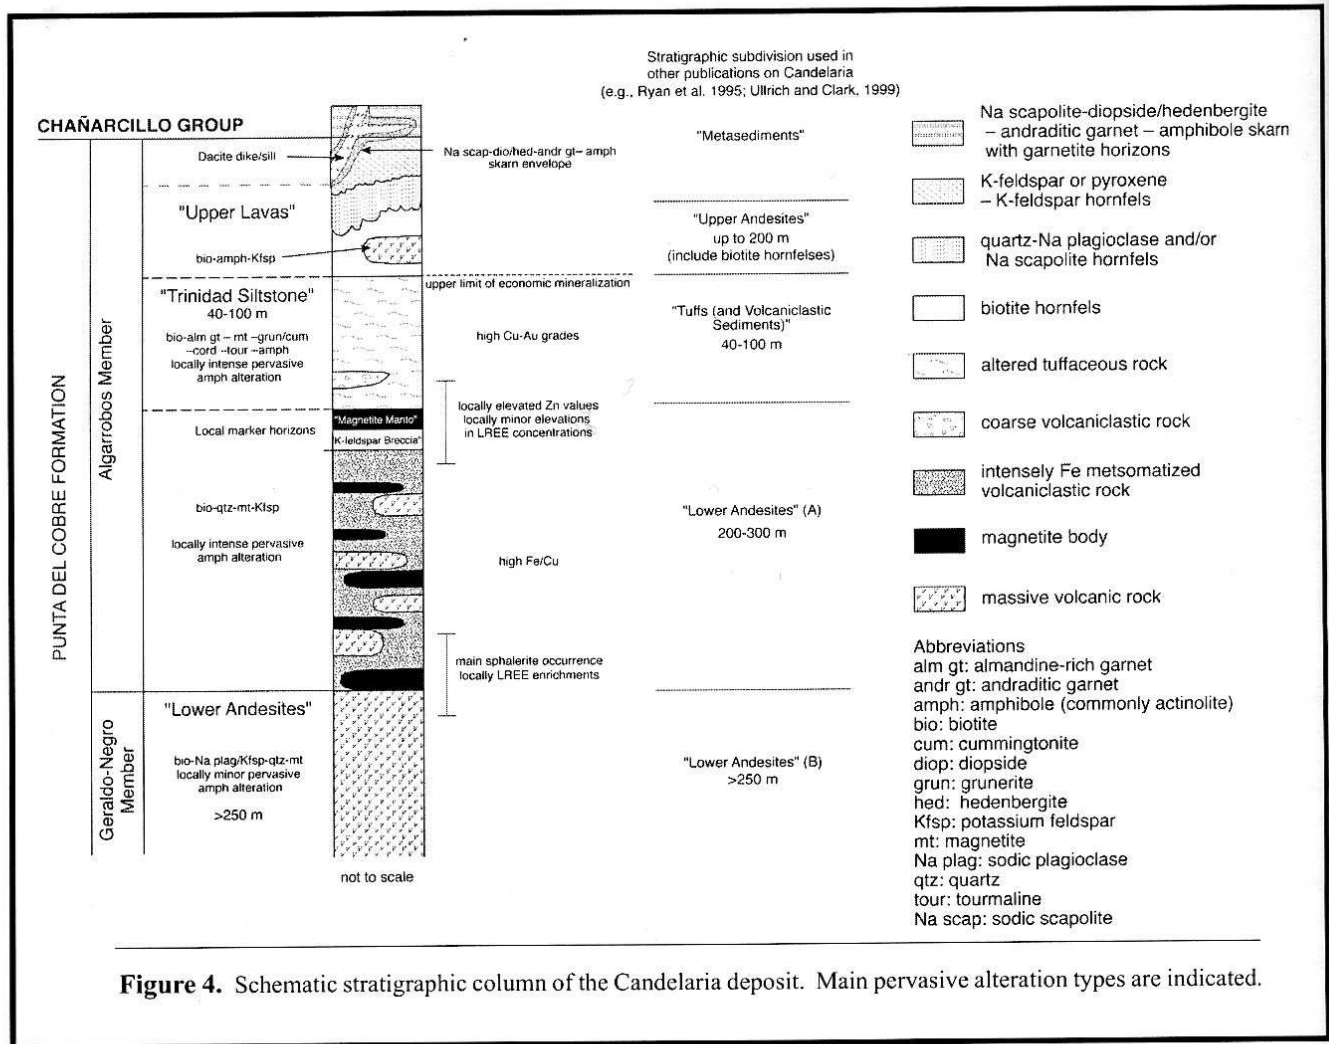 Stratigraphic subdivision used in
other publications on Candelaria
(e.g., Ryan et al. 1995; Ullrich and Clark, 1999)
CHAÑARCILLO GROUP
PUNTA DEL COBRE FORMATION
Algarrobos Member
Geraldo-Negro
Member
Dacite dike/sill
"Upper Lavas"
bio-amph-Kfsp
"Trinidad Siltstone"
40-100 m
bio-alm gt – mt –grun/cum
–cord –tour –amph
locally intense pervasive
amph alteration
Local marker horizons
bio-qtz-mt-Kfsp
locally intense pervasive
amph alteration
"Lower Andesites"
bio-Na plag/Kfsp-qtz-mt
locally minor pervasive
amph alteration
>250 m
"Magnetite Manto"
"K-feldspar Breccia"
not to scale
Na scap-dio/hed-andr gt– amph
skarn envelope
upper limit of economic mineralization
high Cu-Au grades
locally elevated Zn values
locally minor elevations
in LREE concentrations
high Fe/Cu
main sphalerite occurrence
locally LREE enrichments
"Metasediments"
"Upper Andesites"
up to 200 m
(include biotite hornfelses)
"Tuffs (and Volcaniclastic
Sediments)"
40-100 m
"Lower Andesites" (A)
200-300 m
"Lower Andesites" (B)
>250 m
Na scapolite-diopside/hedenbergite
– andraditic garnet – amphibole skarn
with garnetite horizons
K-feldspar or pyroxene
– K-feldspar hornfels
quartz-Na plagioclase and/or
Na scapolite hornfels
biotite hornfels
altered tuffaceous rock
coarse volcaniclastic rock
intensely Fe metsomatized
volcaniclastic rock
magnetite body
massive volcanic rock
Abbreviations
alm gt: almandine-rich garnet
andr gt: andraditic garnet
amph: amphibole (commonly actinolite)
bio: biotite
cum: cummingtonite
diop: diopside
grun: grunerite
hed: hedenbergite
Kfsp: potassium feldspar
mt: magnetite
Na plag: sodic plagioclase
qtz: quartz
tour: tourmaline
Na scap: sodic scapolite
Figure 4. Schematic stratigraphic column of the Candelaria deposit. Main pervasive alteration types are indicated.